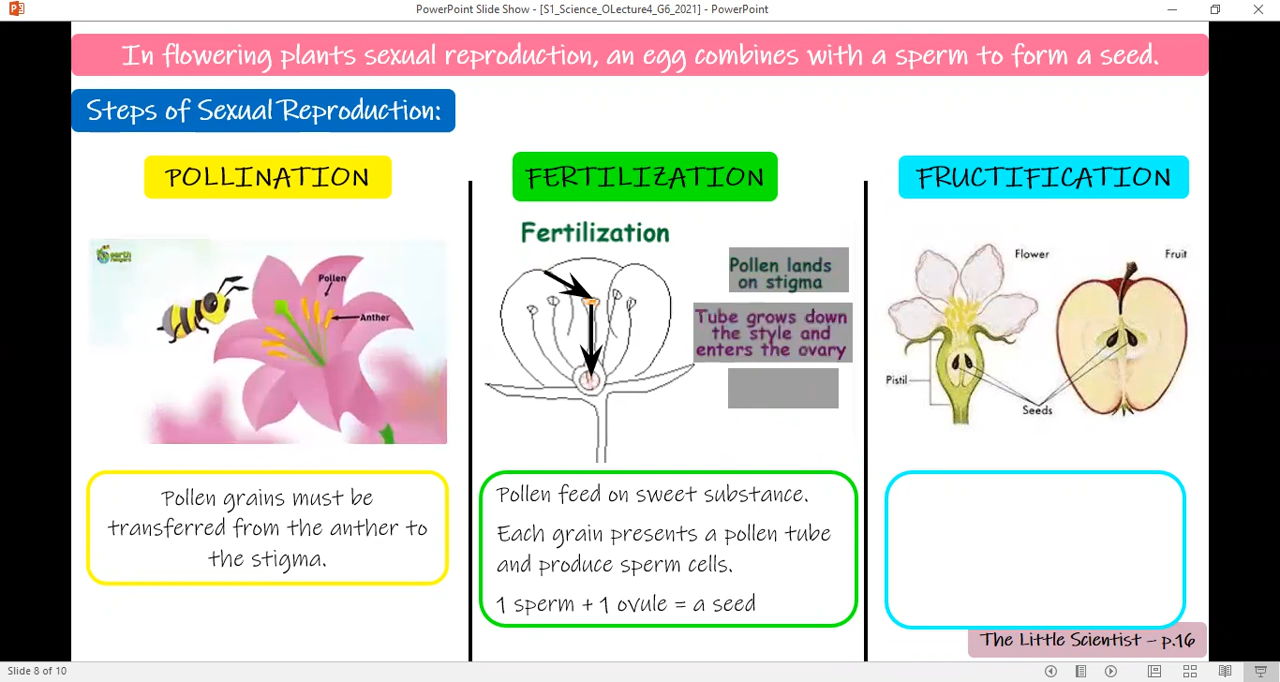 PowerPoint Slide Show - [S1_Science_OLecture4_G6_2021] - PowerPoint
In flowering plants sexual reproduction, an egg combines with a sperm to form a seed.
Steps of Sexual Reproduction:
POLLINATION
earth
rangers
Pollen
Anther
Pollen grains must be
transferred from the anther to
the stigma.
FERTILIZATION
Fertilization
Pollen lands
on stigma
Tube grows down
the style and
enters the ovary
Pollen feed on sweet substance.
Each grain presents a pollen tube
and produce sperm cells.
1 sperm + 1 ovule = a seed
FRUCTIFICATION
Flower
Fruit
Pistil
Seeds
The Little Scientist – p.16
Slide 8 of 10